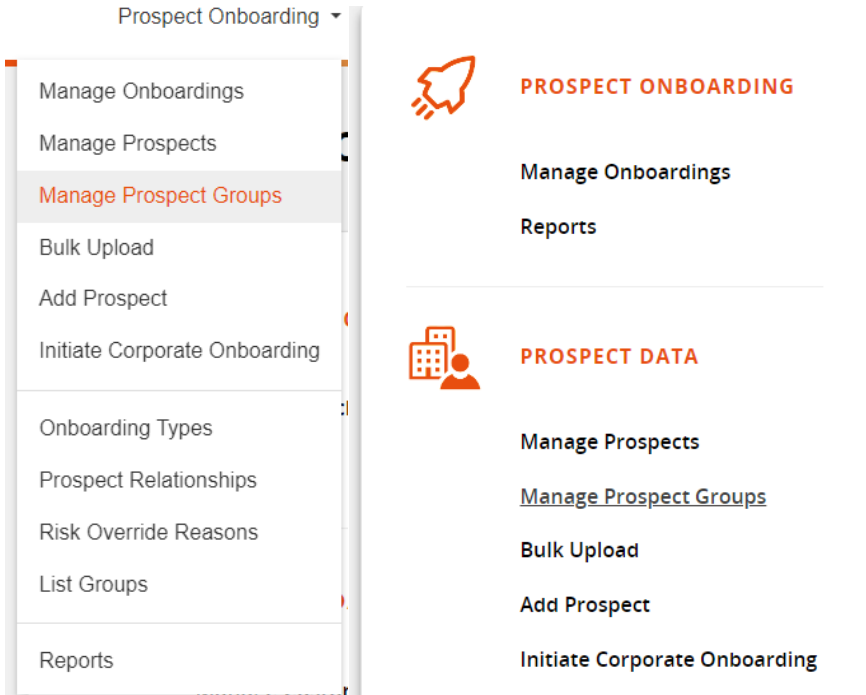 Prospect Onboarding
Manage Onboardings
Manage Prospects
Manage Prospect Groups
Bulk Upload
Add Prospect
Initiate Corporate Onboarding
Onboarding Types
Prospect Relationships
Risk Override Reasons
List Groups
Reports
PROSPECT ONBOARDING
Manage Onboardings
Reports
PROSPECT DATA
Manage Prospects
Manage Prospect Groups
Bulk Upload
Add Prospect
Initiate Corporate Onboarding